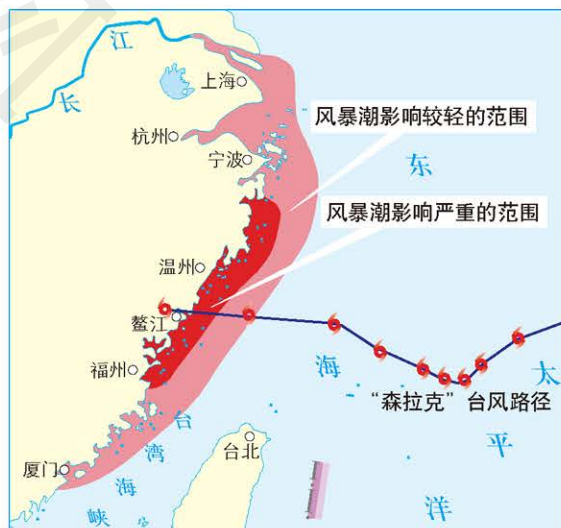 长江
上海
杭州
宁波
风暴潮影响较轻的范围
东海
风暴潮影响严重的范围
温州
鳌江
福州
“森拉克”台风路径
太平洋
台湾海峡
台北
厦门